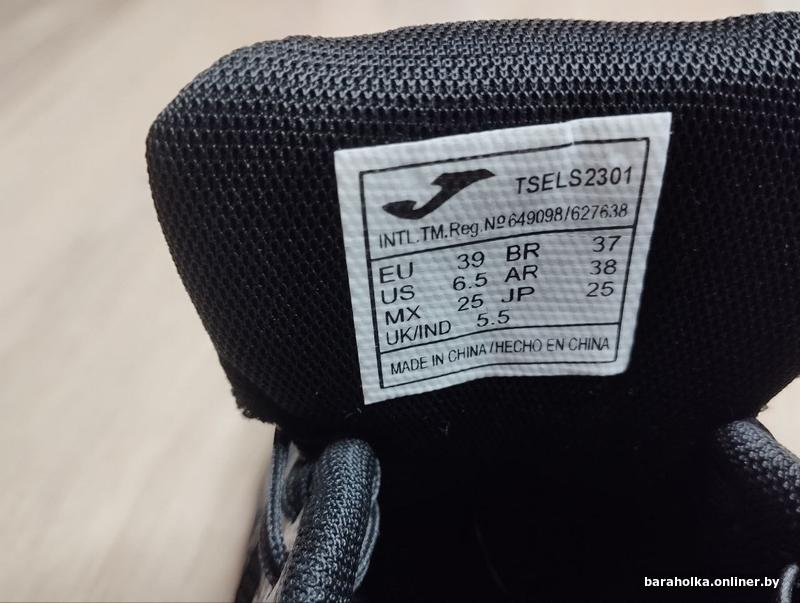 TSELS2301
INTL.TM.Reg.Nº649098/627638
EU 39 BR 37
US 6.5 AR 38
MX 25 JP 25
UK/IND 5.5
MADE IN CHINA/HECHO EN CHINA
baraholka.onliner.by